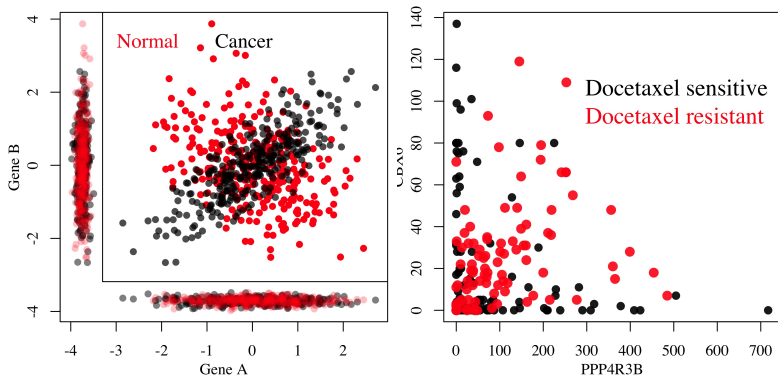 Normal Cancer
4
2
0
-2
-4
Gene B
-4 -3 -2 -1 0 1 2
Gene A
Docetaxel sensitive
Docetaxel resistant
140
120
100
80
60
40
20
0
0 100 200 300 400 500 600 700
PPP4R3B